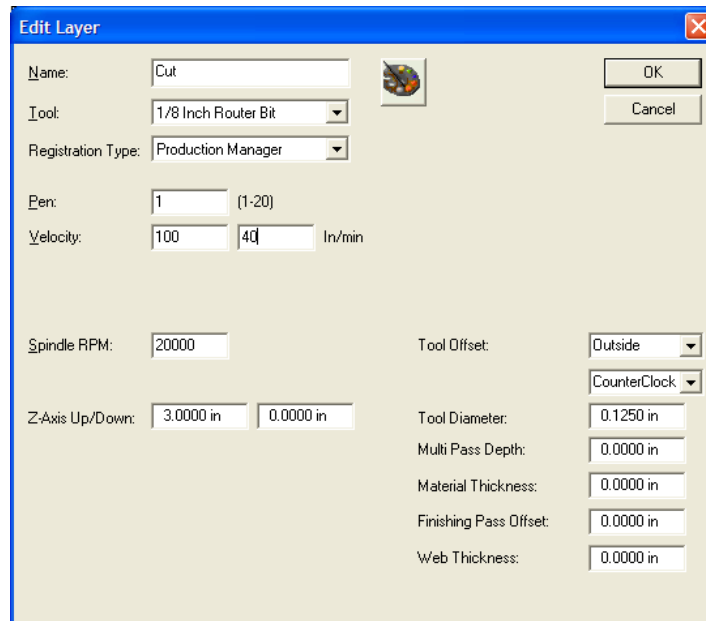 Edit Layer
Name: Cut
OK
Tool: 1/8 Inch Router Bit
Cancel
Registration Type: Production Manager
Pen: 1 (1-20)
Velocity: 100 40 In/min
Spindle RPM: 20000 Tool Offset: Outside
CounterClock
Z-Axis Up/Down: 3.0000 in 0.0000 in Tool Diameter: 0.1250 in
Multi Pass Depth: 0.0000 in
Material Thickness: 0.0000 in
Finishing Pass Offset: 0.0000 in
Web Thickness: 0.0000 in